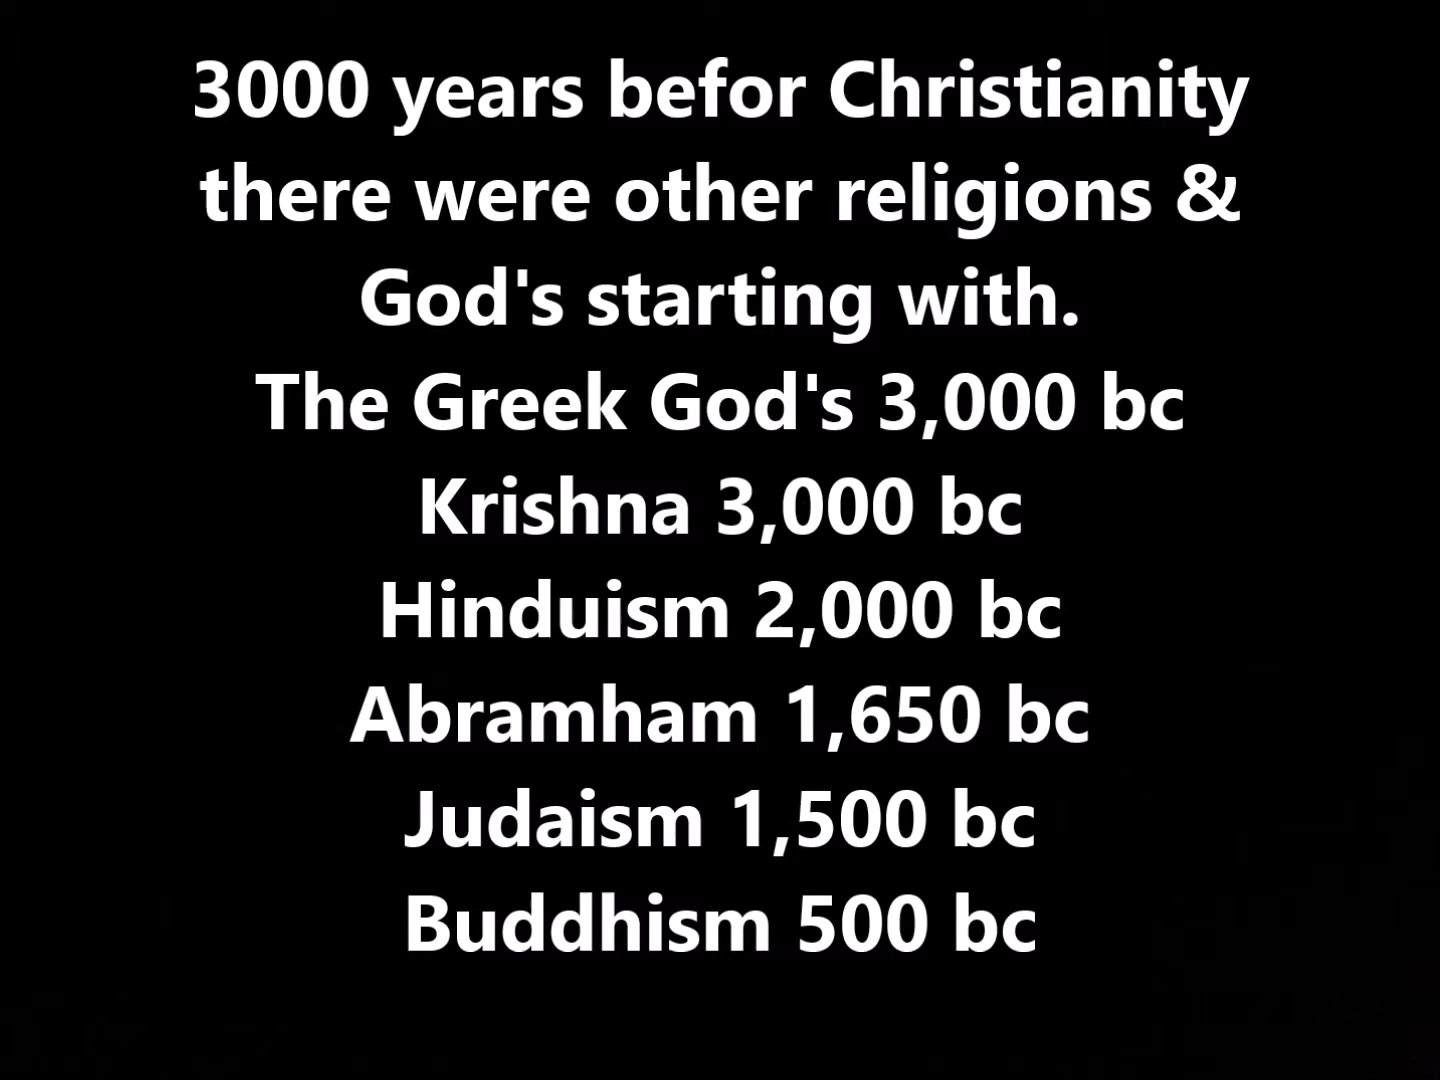 3000 years befor Christianity
there were other religions &
God's starting with.
The Greek God's 3,000 bc
Krishna 3,000 bc
Hinduism 2,000 bc
Abramham 1,650 bc
Judaism 1,500 bc
Buddhism 500 bc